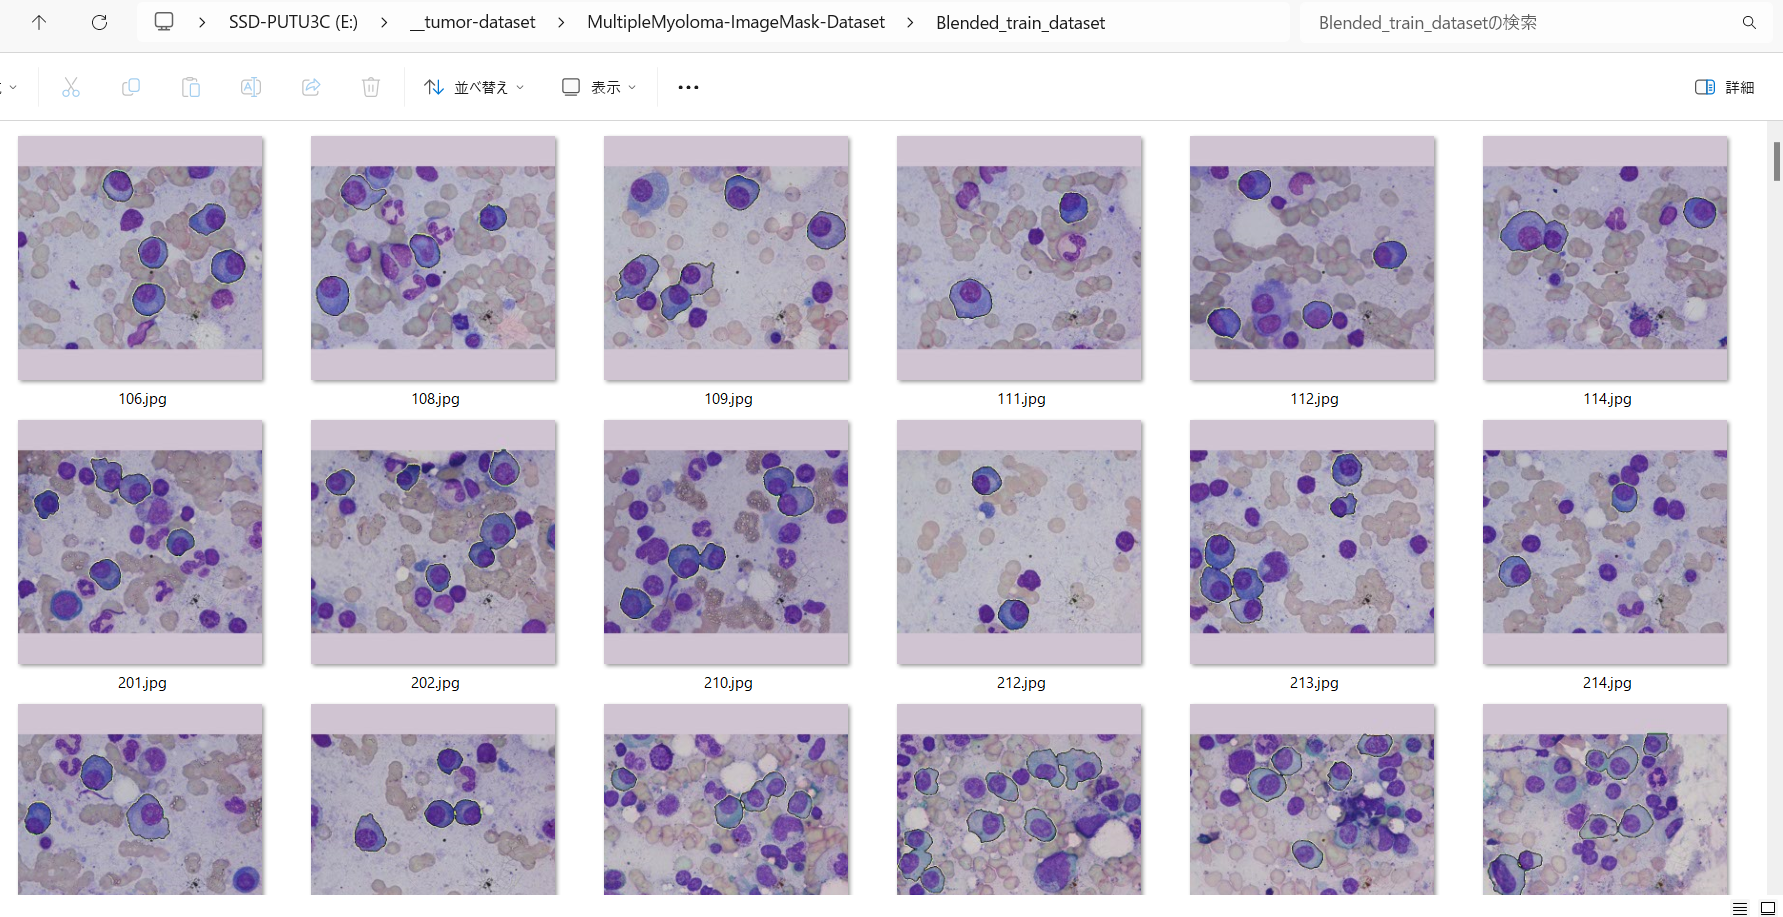 SSD-PUTU3C (E:) __tumor-dataset MultipleMyoloma-ImageMask-Dataset Blended_train_dataset
Blended_train_datasetの検索
並べ替え 表示 詳細
106.jpg 108.jpg 109.jpg 111.jpg 112.jpg 114.jpg
201.jpg 202.jpg 210.jpg 212.jpg 213.jpg 214.jpg